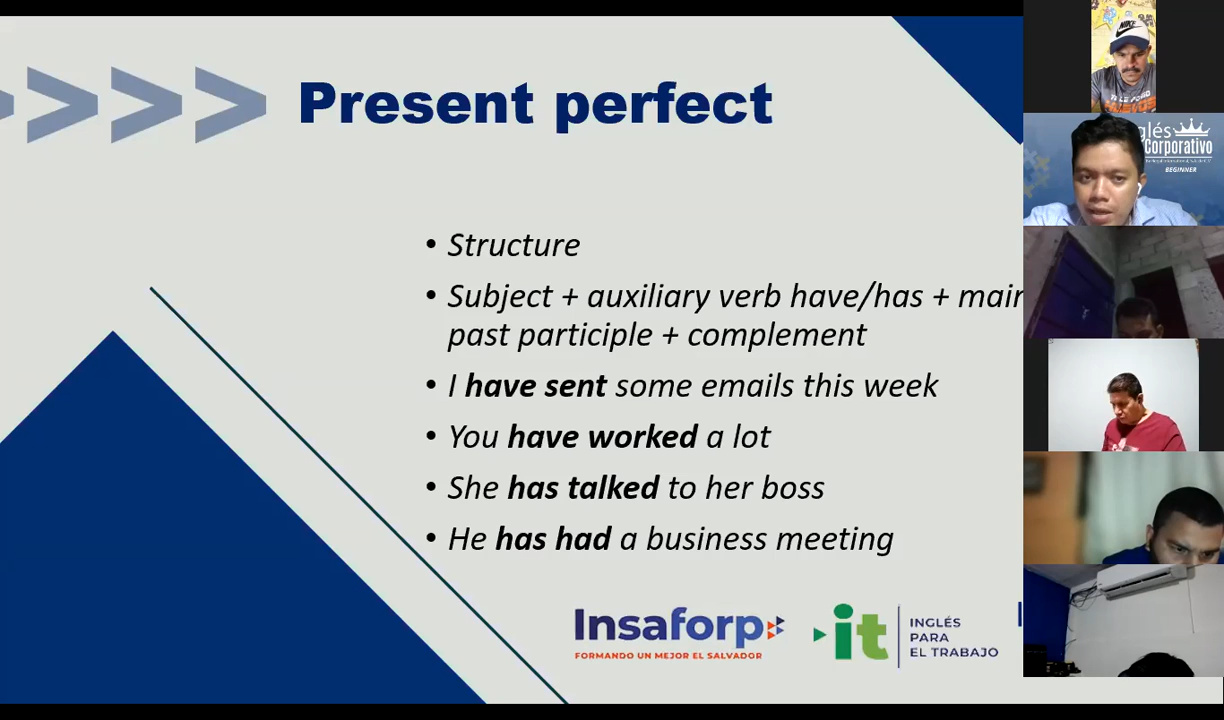 Present perfect
• Structure
• Subject + auxiliary verb have/has + main
past participle + complement
• I have sent some emails this week
• You have worked a lot
• She has talked to her boss
• He has had a business meeting
Insaforp
FORMANDO UN MEJOR EL SALVADOR
it
INGLÉS
PARA
EL TRABAJO
NIKE
glés
Corporativo
BEGINNER